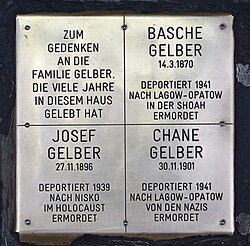 ZUM
GEDENKEN
AN DIE
FAMILIE GELBER.
DIE VIELE JAHRE
IN DIESEM HAUS
GELEBT HAT
BASCHE
GELBER
14.3.1870
DEPORTIERT 1941
NACH LAGOW-OPATOW
IN DER SHOAH
ERMORDET
JOSEF
GELBER
27.11.1896
DEPORTIERT 1939
NACH NISKO
IM HOLOCAUST
ERMORDET
CHANE
GELBER
30.11.1901
DEPORTIERT 1941
NACH LAGOW-OPATOW
VON DEN NAZIS
ERMORDET